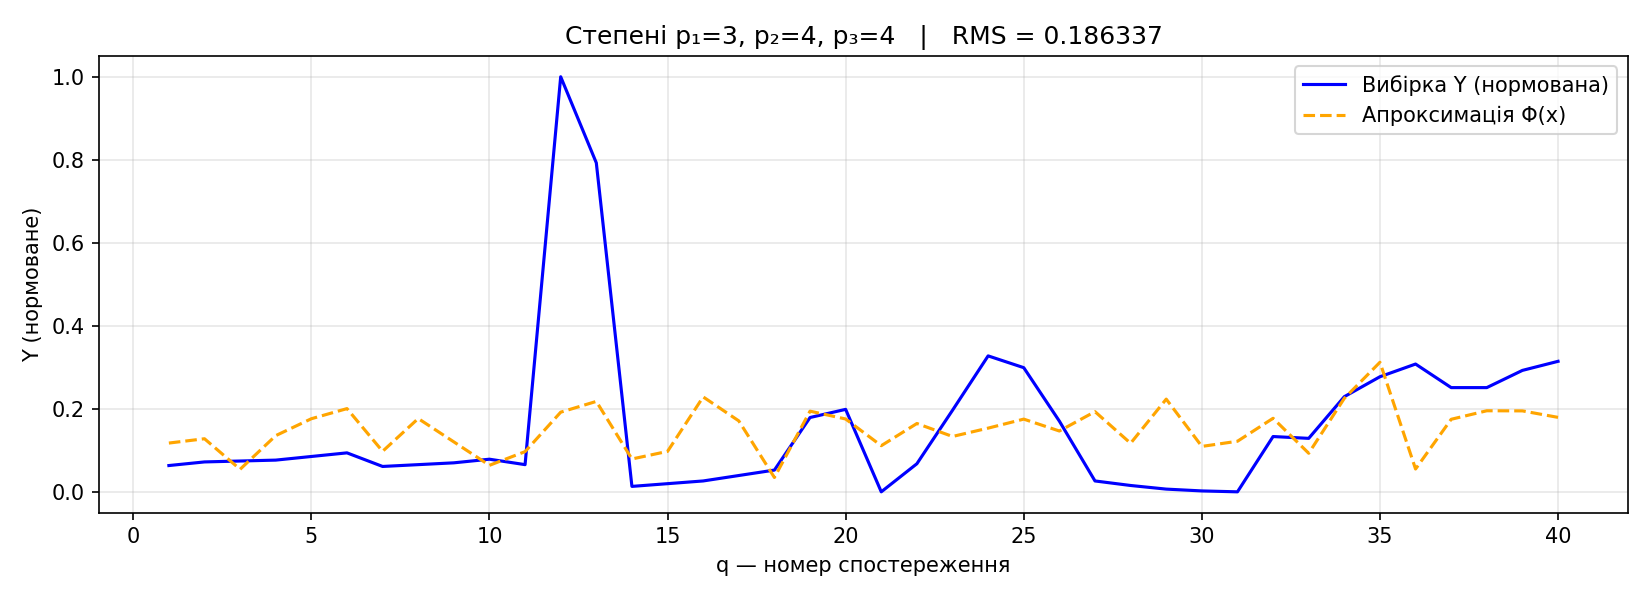 Степені p₁=3, p₂=4, p₃=4 | RMS = 0.186337
Вибірка Y (нормована)
Апроксимація Φ(x)
Y (нормоване)
1.0
0.8
0.6
0.4
0.2
0.0
0 5 10 15 20 25 30 35 40
q — номер спостереження